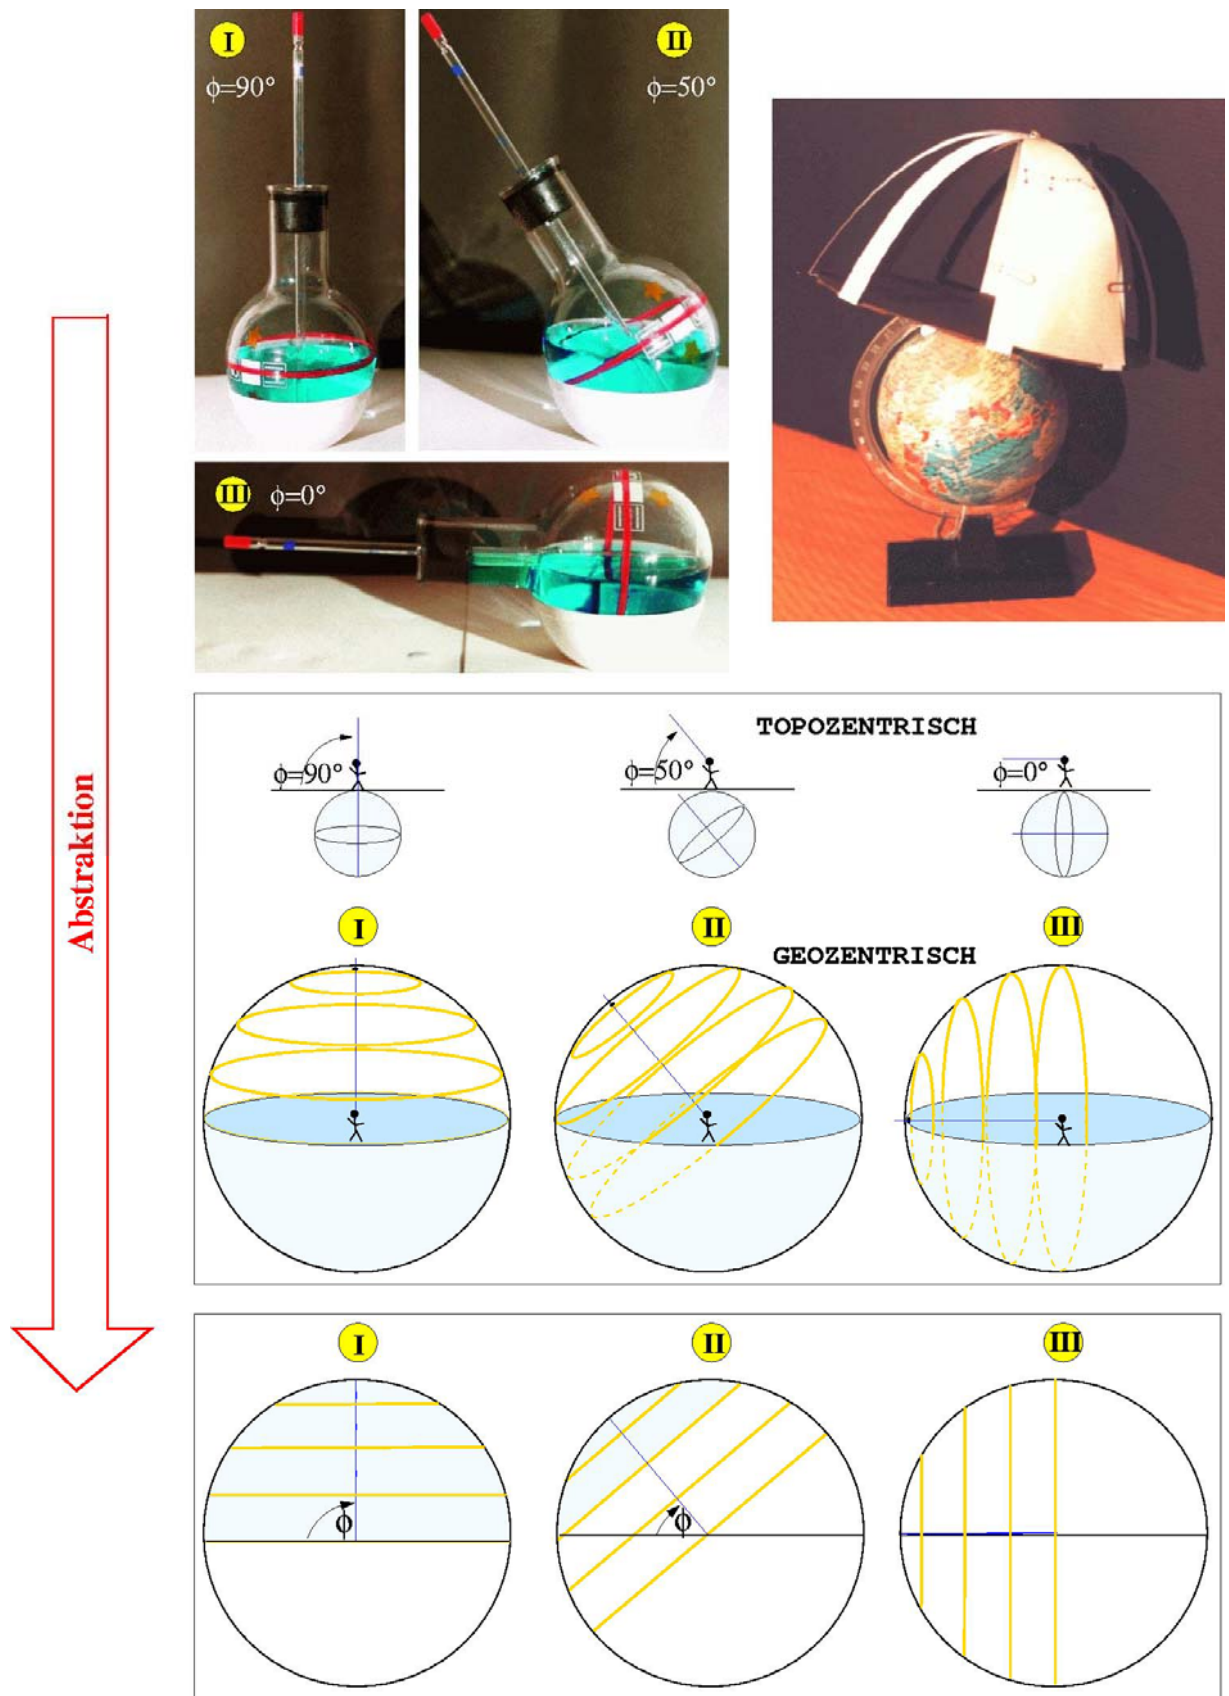 I
ϕ=90°
II
ϕ=50°
III
ϕ=0°
Abstraktion
TOPOZENTRISCH
ϕ=90°
ϕ=50°
ϕ=0°
I
II
III
GEOZENTRISCH
I
II
III
ϕ
ϕ